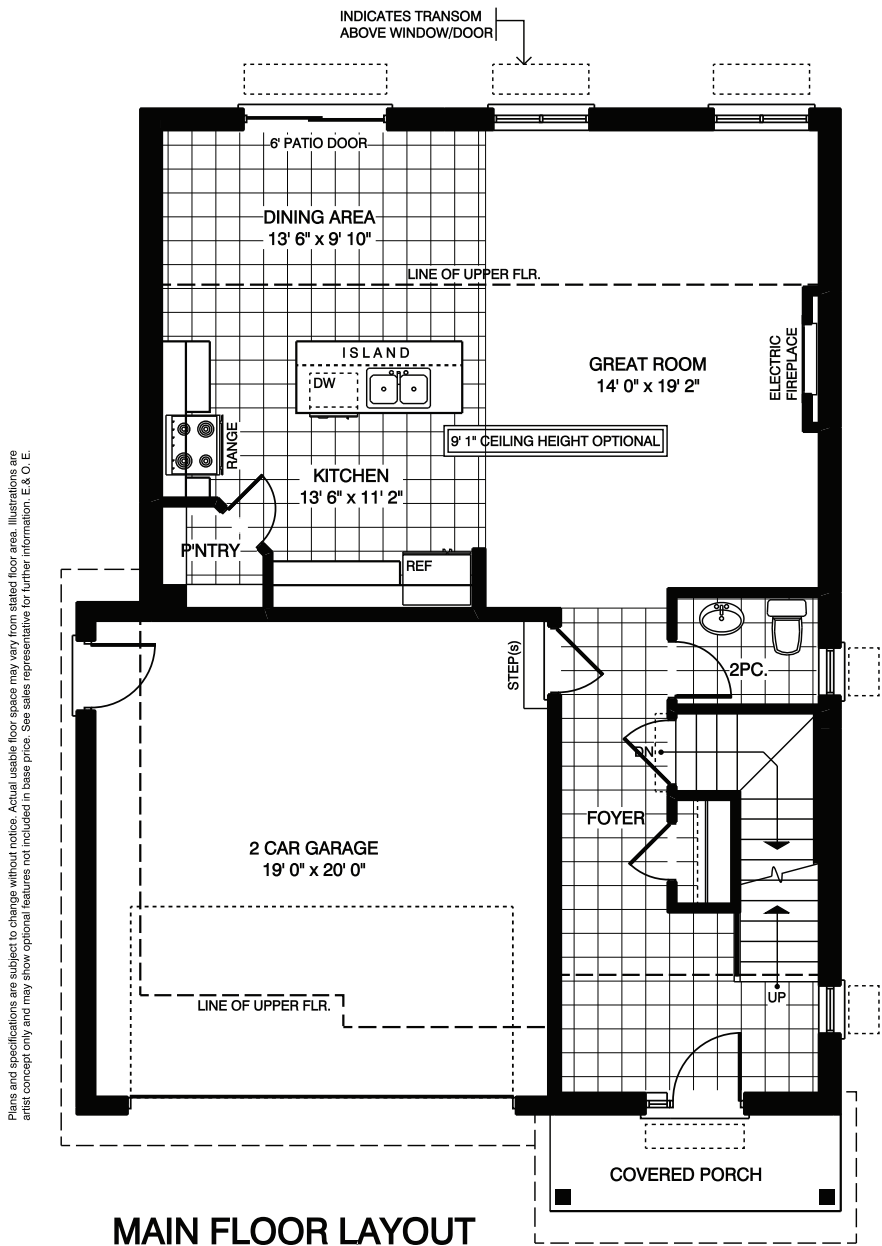 INDICATES TRANSOM
ABOVE WINDOW/DOOR
6' PATIO DOOR
DINING AREA
13' 6" x 9' 10"
LINE OF UPPER FLR.
ISLAND
DW
GREAT ROOM
14' 0" x 19' 2"
ELECTRIC
FIREPLACE
RANGE
9' 1" CEILING HEIGHT OPTIONAL
KITCHEN
13' 6" x 11' 2"
P'NTRY
REF
STEP(s)
2PC.
DN
FOYER
2 CAR GARAGE
19' 0" x 20' 0"
LINE OF UPPER FLR.
UP
COVERED PORCH
MAIN FLOOR LAYOUT
Plans and specifications are subject to change without notice. Actual usable floor space may vary from stated floor area. Illustrations are
artist concept only and may show optional features not included in base price. See sales representative for further information. E.& O. E.